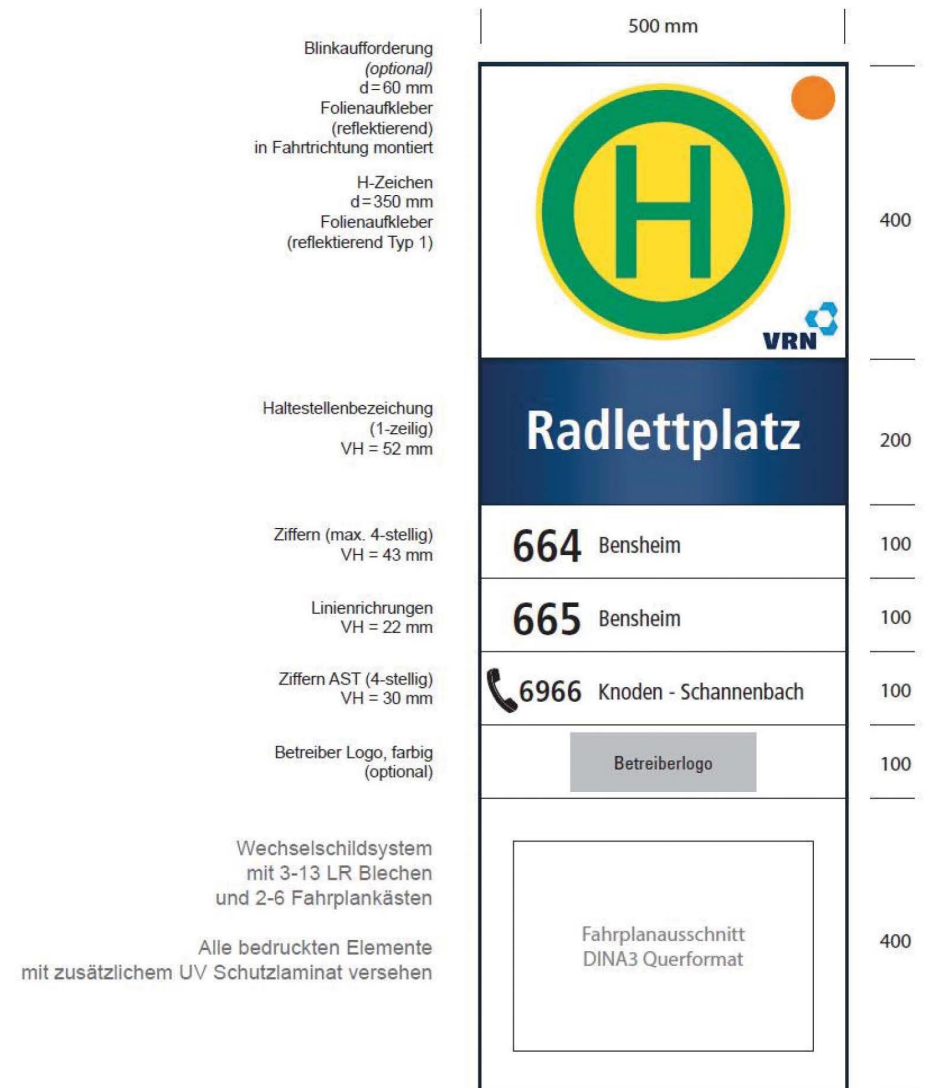 500 mm
Blinkaufforderung
(optional)
d=60 mm
Folienaufkleber
(reflektierend)
in Fahrtrichtung montiert
H-Zeichen
d=350 mm
Folienaufkleber
(reflektierend Typ 1)
H
400
VRN
Haltestellenbezeichung
(1-zeilig)
VH = 52 mm
Radlettplatz
200
Ziffern (max. 4-stellig)
VH = 43 mm
664 Bensheim
100
Linienrichrungen
VH = 22 mm
665 Bensheim
100
Ziffern AST (4-stellig)
VH = 30 mm
6966 Knoden - Schannenbach
100
Betreiber Logo, farbig
(optional)
Betreiberlogo
100
Wechselschildsystem
mit 3-13 LR Blechen
und 2-6 Fahrplankästen
Alle bedruckten Elemente
mit zusätzlichem UV Schutzlaminat versehen
Fahrplanausschnitt
DINA3 Querformat
400